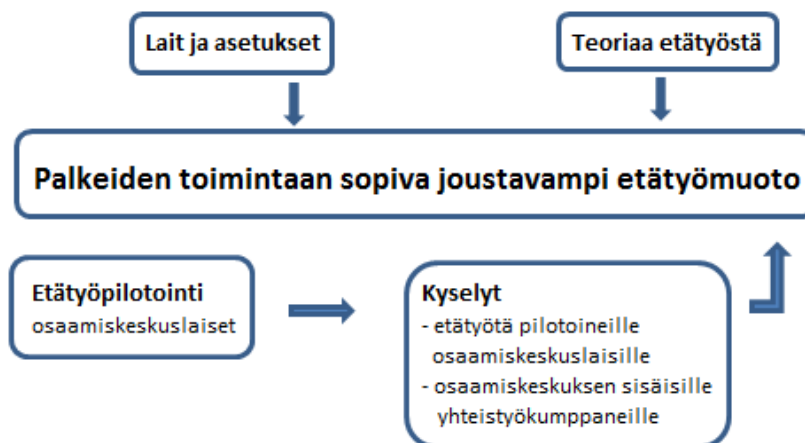 Lait ja asetukset
Teoriaa etätyöstä
Palkeiden toimintaan sopiva joustavampi etätyömuoto
Etätyöpilotointi
osaamiskeskuslaiset
Kyselyt
- etätyötä pilotoineille
osaamiskeskuslaisille
- osaamiskeskuksen sisäisille
yhteistyökumppaneille